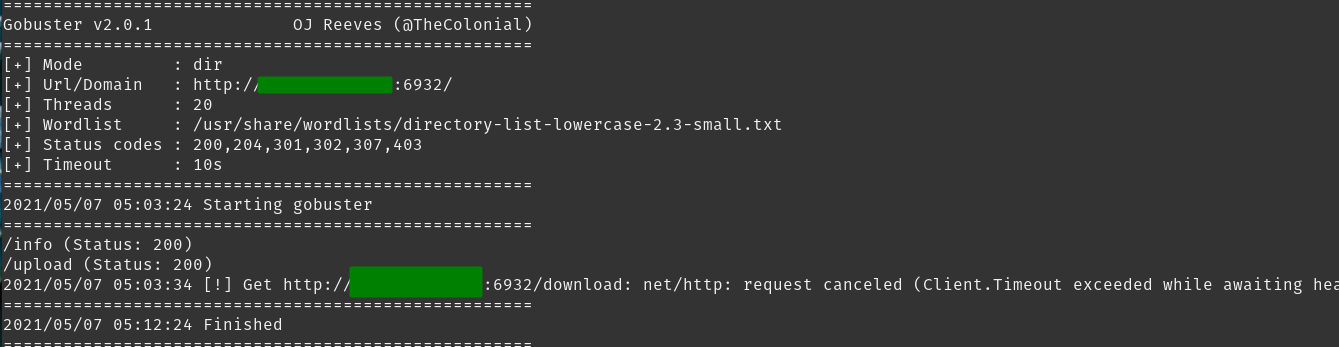 =====================================================
Gobuster v2.0.1              OJ Reeves (@TheColonial)
=====================================================
[+] Mode         : dir
[+] Url/Domain   : http:// :6932/
[+] Threads      : 20
[+] Wordlist     : /usr/share/wordlists/directory-list-lowercase-2.3-small.txt
[+] Status codes : 200,204,301,302,307,403
[+] Timeout      : 10s
=====================================================
2021/05/07 05:03:24 Starting gobuster
=====================================================
/info (Status: 200)
/upload (Status: 200)
2021/05/07 05:03:34 [!] Get http:// :6932/download: net/http: request canceled (Client.Timeout exceeded while awaiting
=====================================================
2021/05/07 05:12:24 Finished
=====================================================